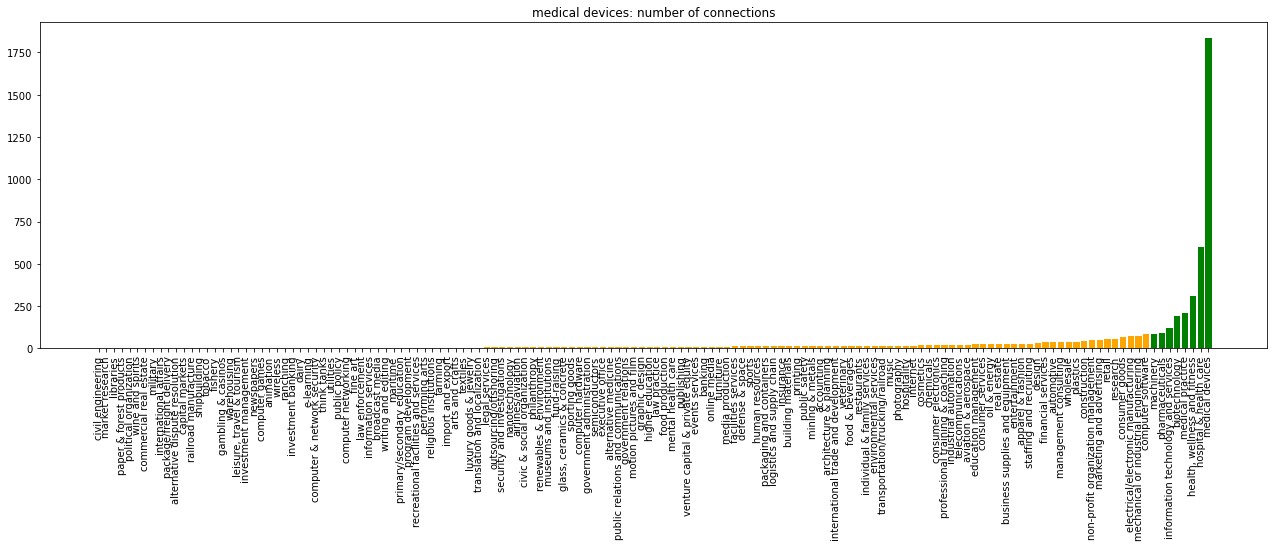 medical devices: number of connections
1750
1500
1250
1000
750
500
250
0
civil engineering
market research
libraries
paper & forest products
political organization
wine and spirits
commercial real estate
military
international affairs
package/freight delivery
alternative dispute resolution
capital markets
railroad manufacture
shipbuilding
tobacco
fishery
gambling & casinos
warehousing
leisure, travel & tourism
investment management
newspapers
computer games
animation
wireless
ranching
investment banking
dairy
e-learning
computer & network security
think tanks
utilities
public policy
computer networking
fine art
law enforcement
information services
broadcast media
writing and editing
maritime
primary/secondary education
program development
recreational facilities and services
performing arts
religious institutions
farming
import and export
arts and crafts
textiles
luxury goods & jewelry
translation and localization
legal services
outsourcing/offshoring
security and investigations
nanotechnology
airlines/aviation
civic & social organization
philanthropy
renewables & environment
museums and institutions
fund-raising
glass, ceramics & concrete
sporting goods
computer hardware
government administration
semiconductors
executive office
alternative medicine
public relations and communications
government relations
motion pictures and film
graphic design
higher education
law practice
food production
mental health care
venture capital & private equity
publishing
events services
banking
online media
furniture
media production
facilities services
defense & space
sports
human resources
packaging and containers
logistics and supply chain
insurance
building materials
printing
public safety
mining & metals
accounting
architecture & planning
international trade and development
veterinary
food & beverages
restaurants
individual & family services
environmental services
transportation/trucking/railroad
music
photography
hospitality
internet
cosmetics
chemicals
consumer electronics
professional training & coaching
industrial automation
telecommunications
aviation & aerospace
education management
consumer services
oil & energy
real estate
business supplies and equipment
entertainment
apparel & fashion
staffing and recruiting
design
financial services
automotive
management consulting
wholesale
plastics
construction
non-profit organization management
marketing and advertising
retail
research
consumer goods
electrical/electronic manufacturing
mechanical or industrial engineering
computer software
machinery
pharmaceuticals
information technology and services
biotechnology
medical practice
health, wellness and fitness
hospital & health care
medical devices